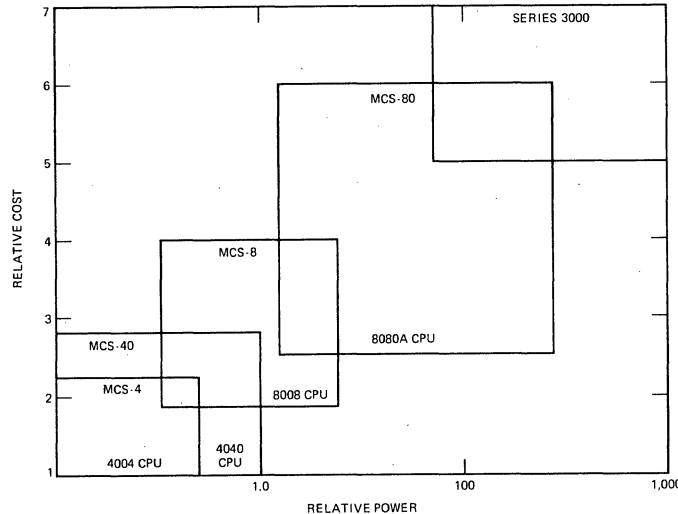 7
SERIES 3000
6
MCS-80
5
RELATIVE COST
4
MCS-8
3
8080A CPU
MCS-40
MCS-4
8008 CPU
2
4040
CPU
4004 CPU
1
1.0
100
1,000
RELATIVE POWER